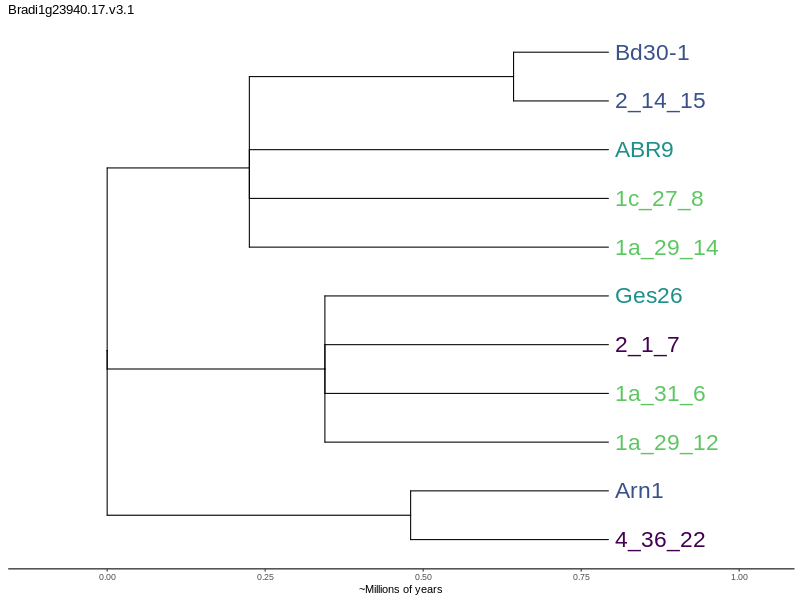 Bradi1g23940.17.v3.1
Bd30-1
2_14_15
ABR9
1c_27_8
1a_29_14
Ges26
2_1_7
1a_31_6
1a_29_12
Arn1
4_36_22
0.00 0.25 0.50 0.75 1.00
~Millions of years